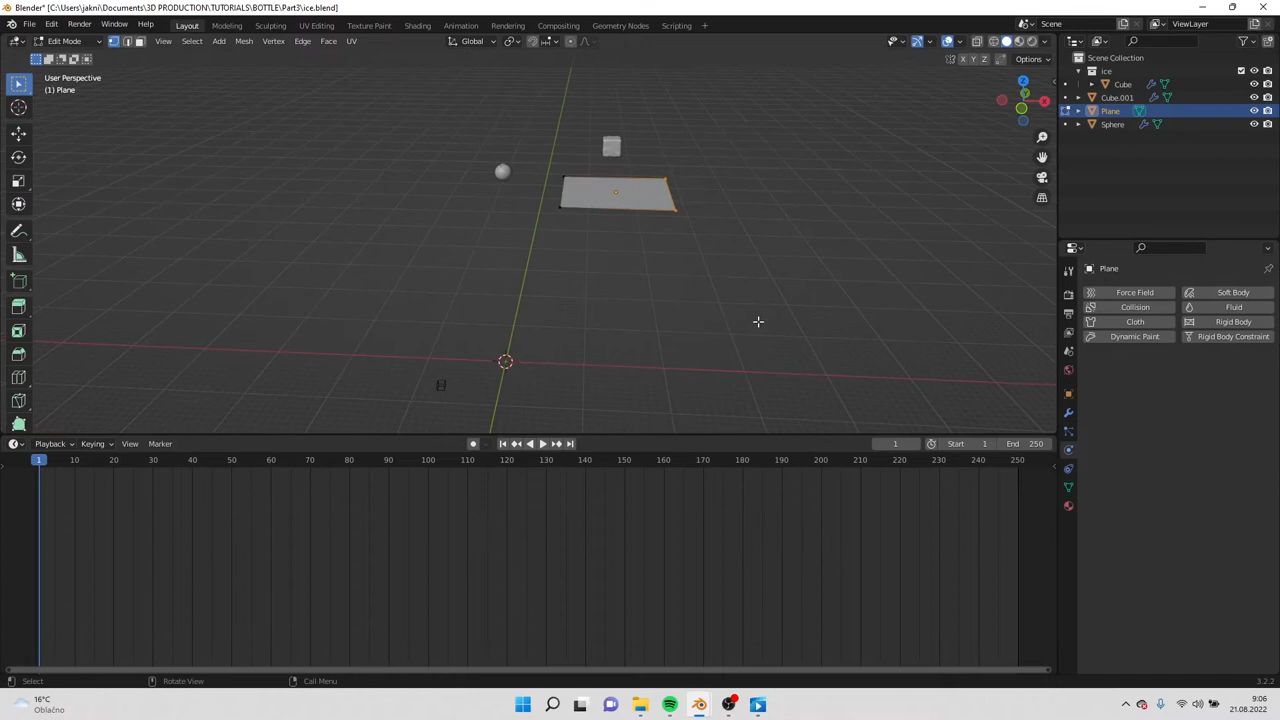 Blender* [C:\Users\jakni\Documents\3D PRODUCTION\TUTORIALS\BOTTLE\Part3\ice.blend]
File Edit Render Window Help Layout Modeling Sculpting UV Editing Texture Paint Shading Animation Rendering Compositing Geometry Nodes Scripting + Scene ViewLayer
Edit Mode View Select Add Mesh Vertex Edge Face UV Global
X Y Z Options
User Perspective
(1) Plane
Z
X
Scene Collection
ice
Cube
Cube.001
Plane
Sphere
Plane
Force Field Soft Body
Collision Fluid
Cloth Rigid Body
Dynamic Paint Rigid Body Constraint
Playback Keying View Marker 1 Start 1 End 250
1 10 20 30 40 50 60 70 80 90 100 110 120 130 140 150 160 170 180 190 200 210 220 230 240 250
Select Rotate View Call Menu 3.2.2
16°C
Oblačno
9:06
21.08.2022